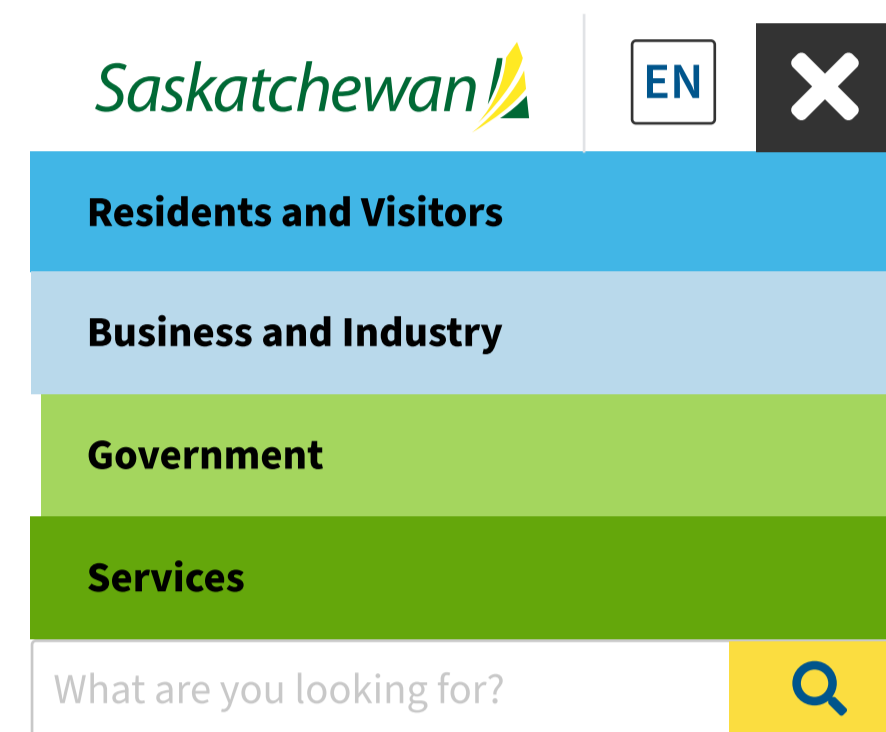 Saskatchewan
EN
Residents and Visitors
Business and Industry
Government
Services
What are you looking for?